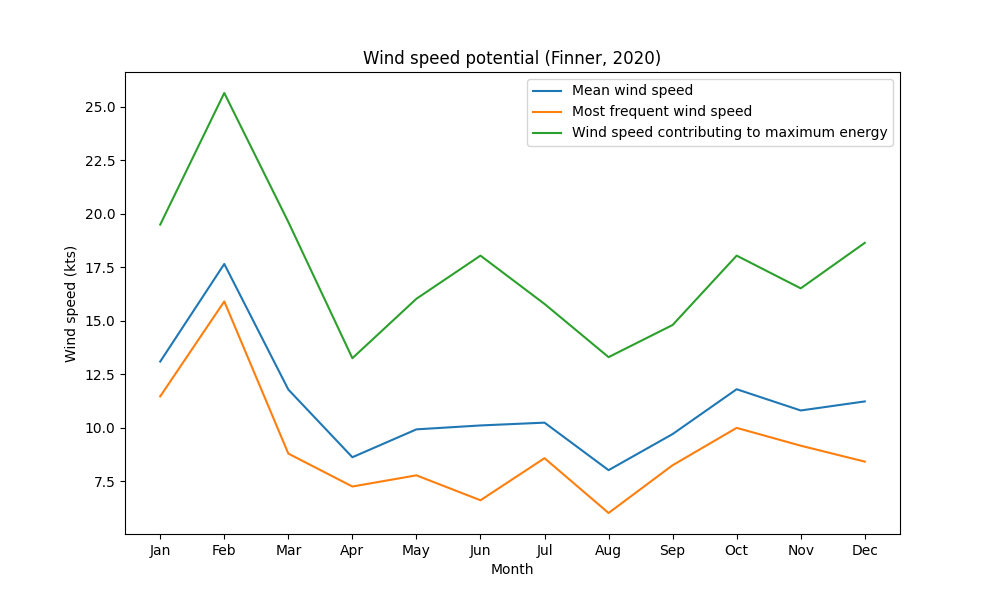 Wind speed potential (Finner, 2020)
Mean wind speed
Most frequent wind speed
Wind speed contributing to maximum energy
25.0
22.5
20.0
17.5
15.0
12.5
10.0
7.5
Wind speed (kts)
Jan Feb Mar Apr May Jun Jul Aug Sep Oct Nov Dec
Month